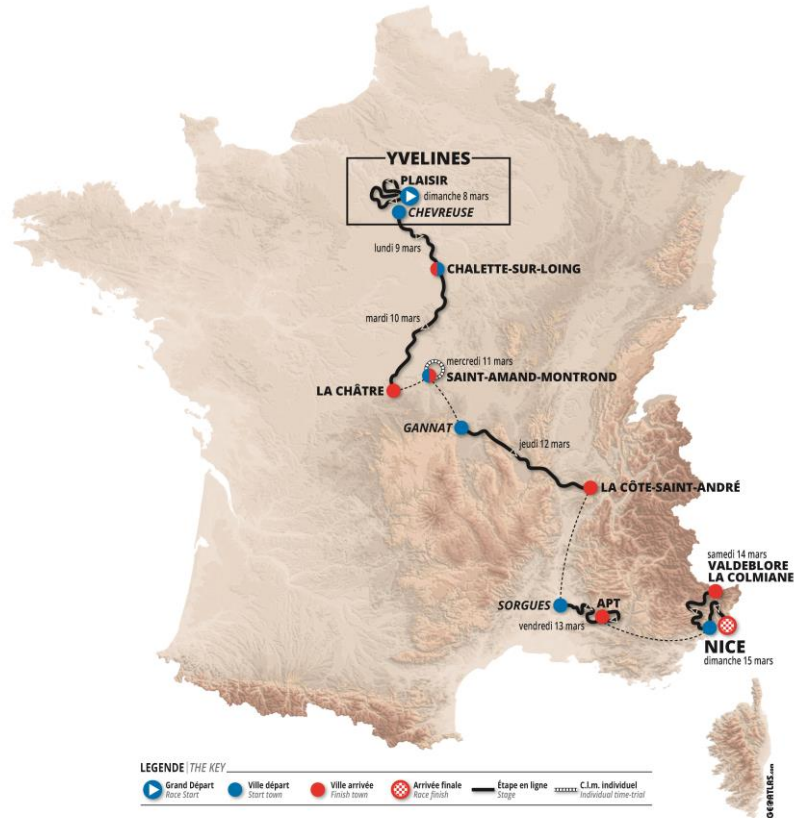 YVELINES
PLAISIR
dimanche 8 mars
CHEVREUSE
lundi 9 mars
CHALETTE-SUR-LOING
mardi 10 mars
mercredi 11 mars
SAINT-AMAND-MONTROND
LA CHÂTRE
GANNAT
jeudi 12 mars
LA CÔTE-SAINT-ANDRÉ
samedi 14 mars
VALDEBLORE
LA COLMIANE
SORGUES
APT
vendredi 13 mars
NICE
dimanche 15 mars
LEGENDE | THE KEY
Grand Départ
Race Start
Ville départ
Start town
Ville arrivée
Finish town
Arrivée finale
Race finish
Étape en ligne
Stage
C.l.m. individuel
Individual time-trial
GEOATLAS.com